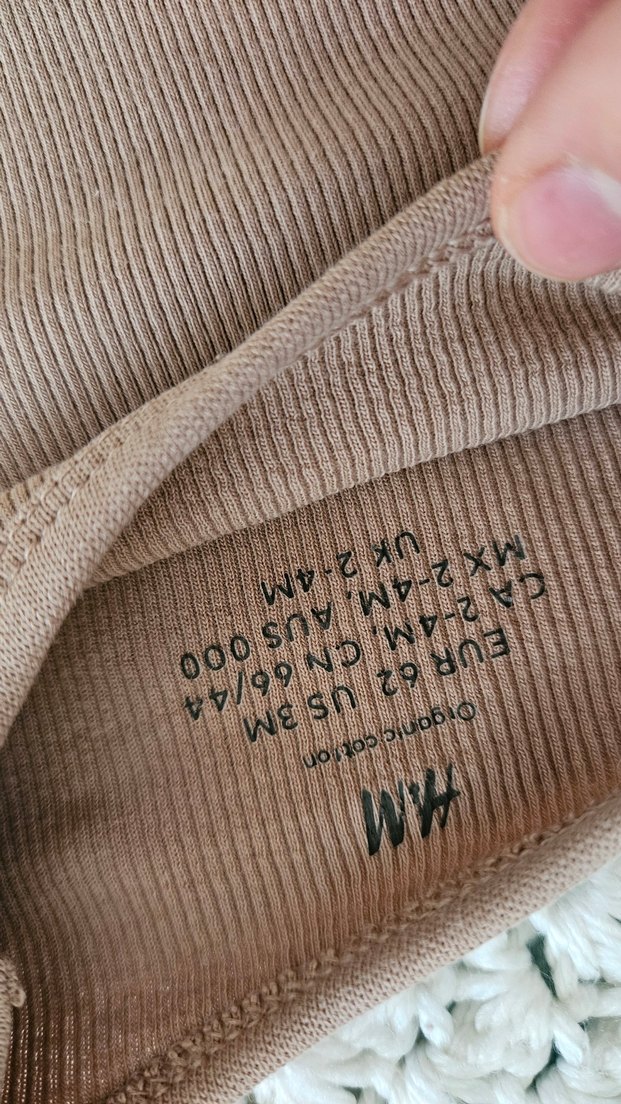 H&M
Organic cotton
EUR 62 US 3M
CA 2-4M, CN 66/44
MX 2-4M, AUS 000
UK 2-4M